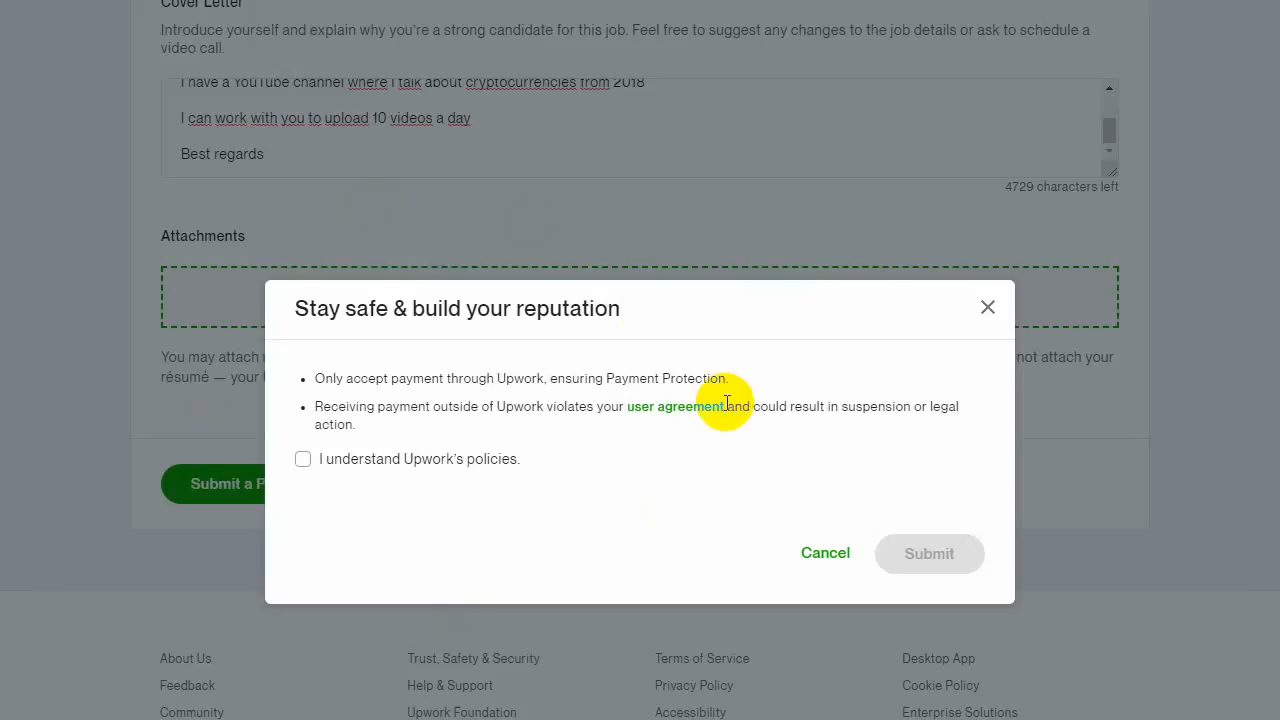 Cover Letter
Introduce yourself and explain why you're a strong candidate for this job. Feel free to suggest any changes to the job details or ask to schedule a
video call.
I have a YouTube channel where I talk about cryptocurrencies from 2018
I can work with you to upload 10 videos a day
Best regards
4729 characters left
Attachments
Stay safe & build your reputation
You may attach
not attach your
résumé — your
Only accept payment through Upwork, ensuring Payment Protection.
Receiving payment outside of Upwork violates your user agreement and could result in suspension or legal
action.
I understand Upwork's policies.
Submit a P
Cancel
Submit
About Us
Trust, Safety & Security
Terms of Service
Desktop App
Feedback
Help & Support
Privacy Policy
Cookie Policy
Community
Upwork Foundation
Accessibility
Enterprise Solutions